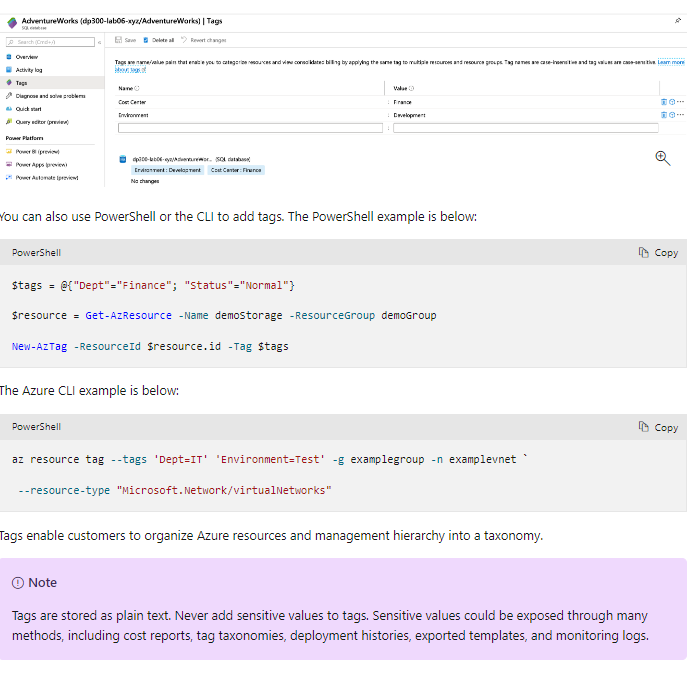 AdventureWorks (dp300-lab06-xyz/AdventureWorks) | Tags
SQL database
Search (Cmd+/)
Save Delete all Revert changes
Overview
Activity log
Tags
Diagnose and solve problems
Quick start
Query editor (preview)
Power Platform
Power BI (preview)
Power Apps (preview)
Power Automate (preview)
Tags are name/value pairs that enable you to categorize resources and view consolidated billing by applying the same tag to multiple resources and resource groups. Tag names are case-insensitive and tag values are case-sensitive. Learn more
about tags
Name Value
Cost Center : Finance
Environment : Development
:
dp300-lab06-xyz/AdventureWor... (SQL database)
Environment : Development Cost Center : Finance
No changes
You can also use PowerShell or the CLI to add tags. The PowerShell example is below:
PowerShell Copy
$tags = @{"Dept"="Finance"; "Status"="Normal"}
$resource = Get-AzResource -Name demoStorage -ResourceGroup demoGroup
New-AzTag -ResourceId $resource.id -Tag $tags
The Azure CLI example is below:
PowerShell Copy
az resource tag --tags 'Dept=IT' 'Environment=Test' -g examplegroup -n examplevnet `
--resource-type "Microsoft.Network/virtualNetworks"
Tags enable customers to organize Azure resources and management hierarchy into a taxonomy.
Note
Tags are stored as plain text. Never add sensitive values to tags. Sensitive values could be exposed through many
methods, including cost reports, tag taxonomies, deployment histories, exported templates, and monitoring logs.